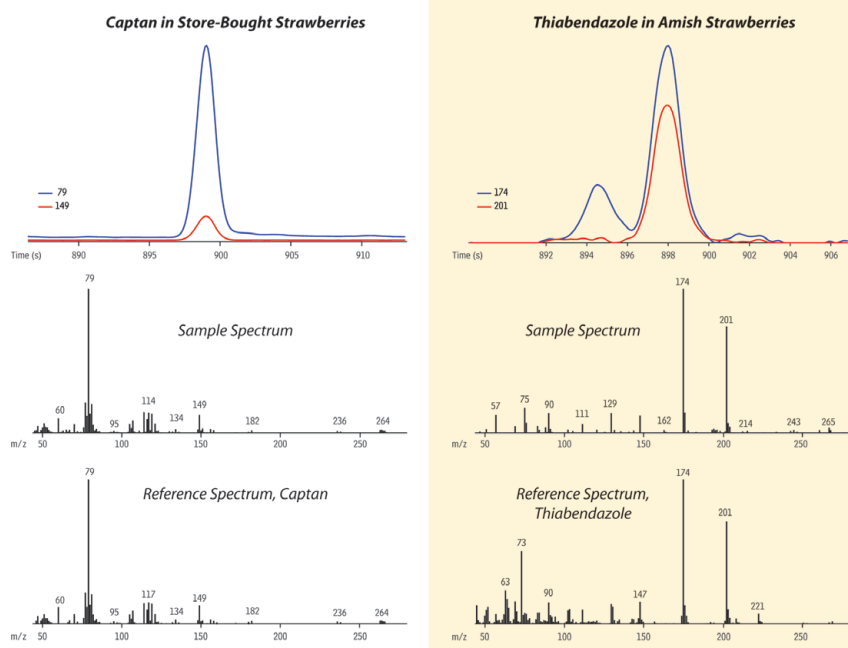 Captan in Store-Bought Strawberries
79
149
Time (s) 890 895 900 905 910
79
Sample Spectrum
60 95 114 134 149 182 236 264
m/z 50 100 150 200 250
79
Reference Spectrum, Captan
60 95 117 134 149 182 236 264
m/z 50 100 150 200 250
Thiabendazole in Amish Strawberries
174
201
Time (s) 892 894 896 898 900 902 904 906
174
Sample Spectrum
201
57 75 90 111 129 162 214 243 265
m/z 50 100 150 200 250
174
Reference Spectrum,
Thiabendazole
201
73
63 90 147 221
m/z 50 100 150 200 250